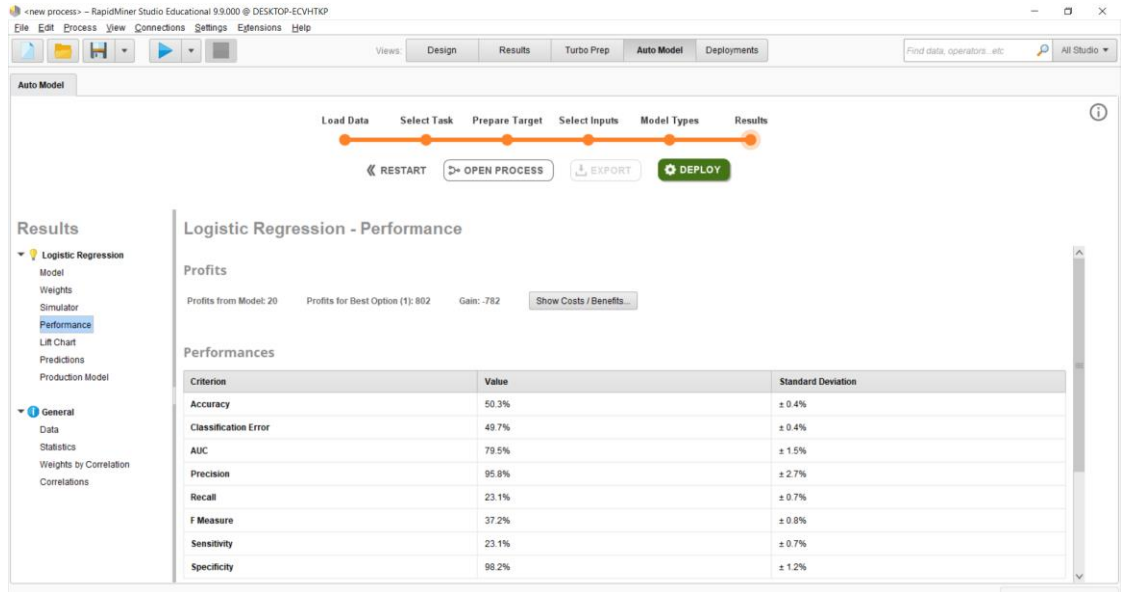 <new process> – RapidMiner Studio Educational 9.9.000 @ DESKTOP-ECVHTKP
File Edit Process View Connections Settings Extensions Help
Views: Design Results Turbo Prep Auto Model Deployments Find data, operators...etc All Studio
Auto Model
Load Data Select Task Prepare Target Select Inputs Model Types Results
RESTART OPEN PROCESS EXPORT DEPLOY
Results
Logistic Regression
Model
Weights
Simulator
Performance
Lift Chart
Predictions
Production Model
General
Data
Statistics
Weights by Correlation
Correlations
Logistic Regression - Performance
Profits
Profits from Model: 20 Profits for Best Option (1): 802 Gain: -782 Show Costs / Benefits...
Performances
Criterion Value Standard Deviation
Accuracy 50.3% ± 0.4%
Classification Error 49.7% ± 0.4%
AUC 79.5% ± 1.5%
Precision 95.8% ± 2.7%
Recall 23.1% ± 0.7%
F Measure 37.2% ± 0.8%
Sensitivity 23.1% ± 0.7%
Specificity 98.2% ± 1.2%